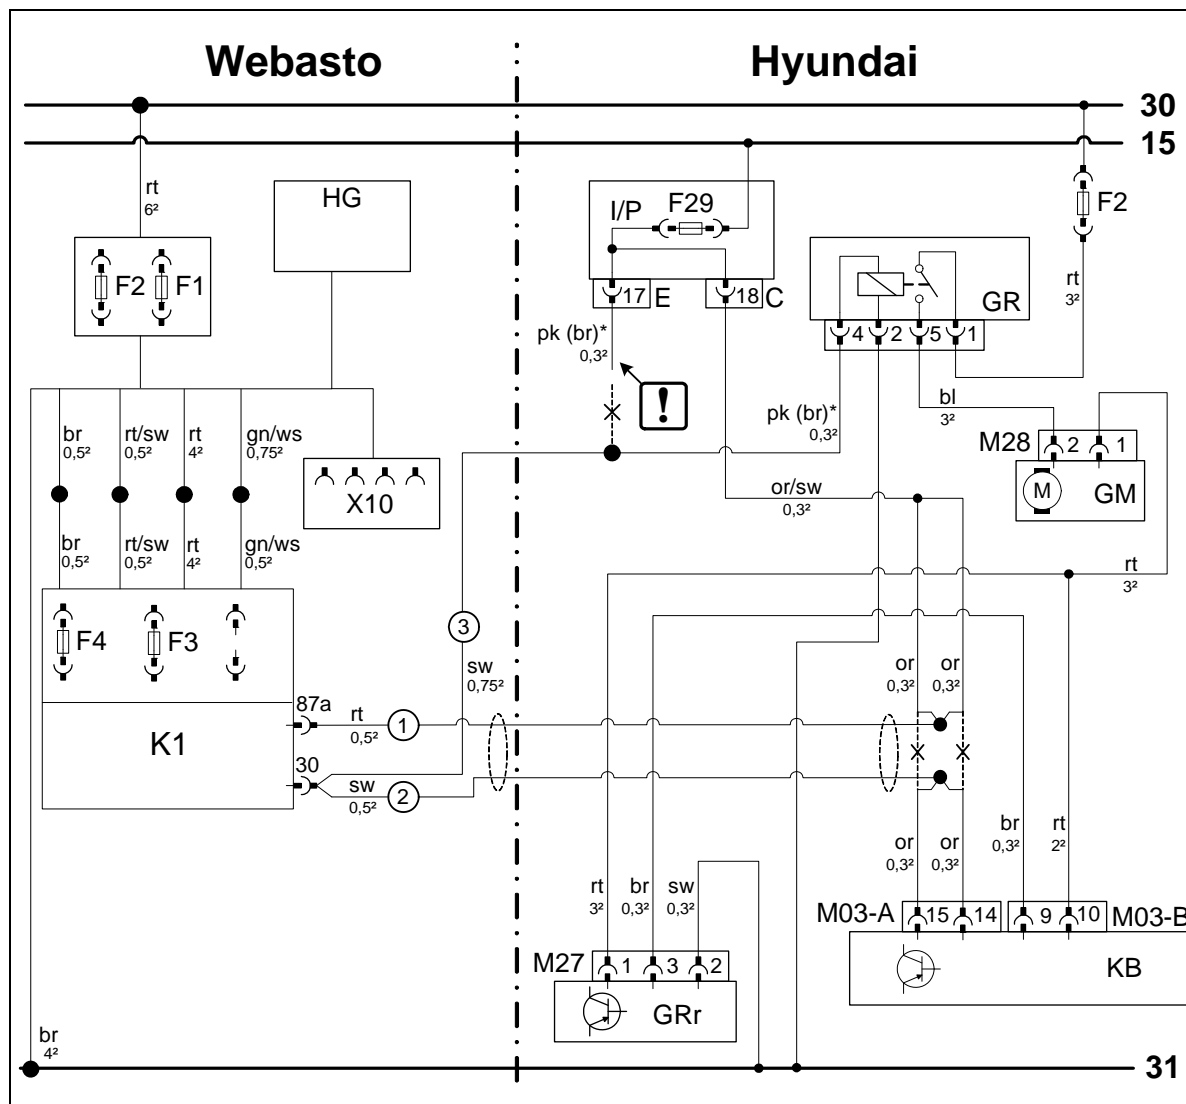 Webasto
Hyundai
30
15
rt
6²
HG
I/P
F29
F2
F2
F1
GR
rt
3²
17
E
18
C
4
2
5
1
pk (br)*
0,3²
!
pk (br)*
0,3²
bl
3²
br
0,5²
rt/sw
0,5²
rt
4²
gn/ws
0,75²
M28
2
1
X10
M
GM
or/sw
0,3²
br
0,5²
rt/sw
0,5²
rt
4²
gn/ws
0,5²
rt
3²
F4
F3
3
sw
0,75²
or
0,3²
or
0,3²
87a
rt
0,5²
1
K1
30
sw
0,5²
2
or
0,3²
or
0,3²
br
0,3²
rt
2²
rt
3²
br
0,3²
sw
0,3²
M03-A
15
14
9
10
M03-B
M27
1
3
2
KB
GRr
br
4²
31